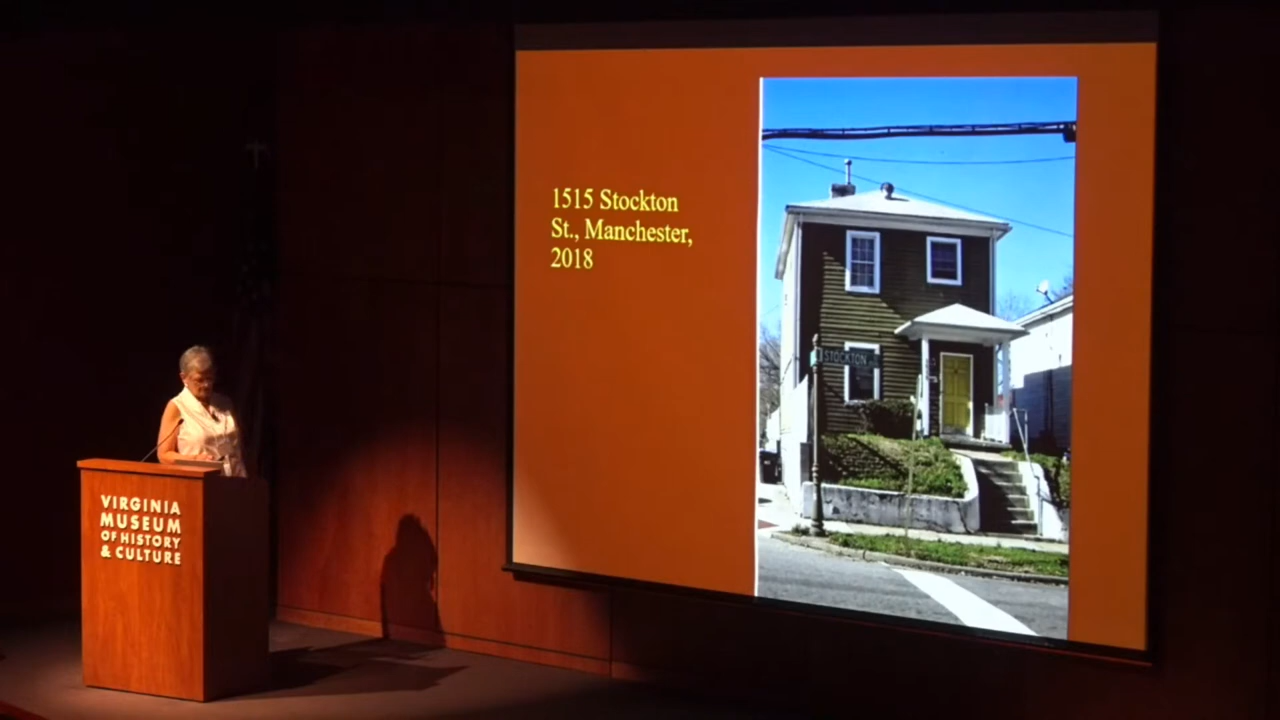 1515 Stockton
St., Manchester,
2018
STOCKTON
VIRGINIA
MUSEUM
OF HISTORY
& CULTURE